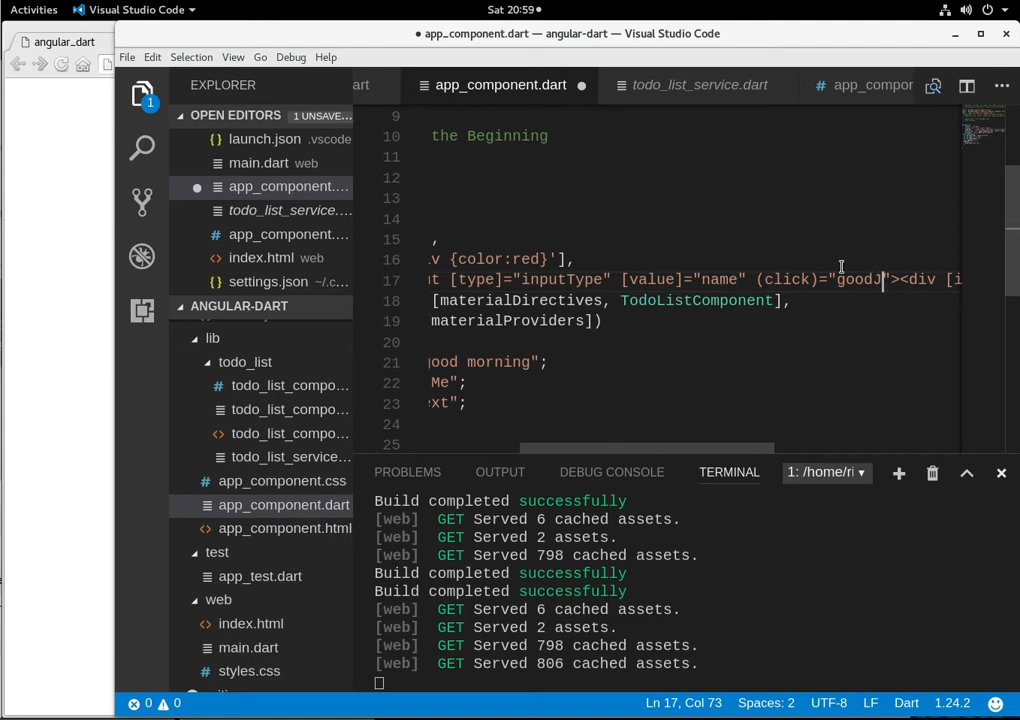 Activities
Visual Studio Code
Sat 20:59
angular_dart
app_component.dart — angular-dart — Visual Studio Code
File Edit Selection View Go Debug Help
EXPLORER
art
app_component.dart
todo_list_service.dart
app_compor
1
OPEN EDITORS 1 UNSAVE...
launch.json .vscode
main.dart web
app_component....
todo_list_service....
app_component....
index.html web
settings.json ~/.c...
ANGULAR-DART
lib
todo_list
todo_list_compo...
todo_list_compo...
todo_list_compo...
todo_list_service...
app_component.css
app_component.dart
app_component.html
test
app_test.dart
web
index.html
main.dart
styles.css
9
10 the Beginning
11
12
13
14
15 ,
16 iv {color:red}'],
17 ut [type]="inputType" [value]="name" (click)="goodJ"><div [i
18 [materialDirectives, TodoListComponent],
19 materialProviders])
20
21 good morning";
22 Me";
23 ext";
24
25
PROBLEMS OUTPUT DEBUG CONSOLE TERMINAL 1: /home/ri
Build completed successfully
[web] GET Served 6 cached assets.
[web] GET Served 2 assets.
[web] GET Served 798 cached assets.
Build completed successfully
Build completed successfully
[web] GET Served 6 cached assets.
[web] GET Served 2 assets.
[web] GET Served 798 cached assets.
[web] GET Served 806 cached assets.
0 0
Ln 17, Col 73 Spaces: 2 UTF-8 LF Dart 1.24.2